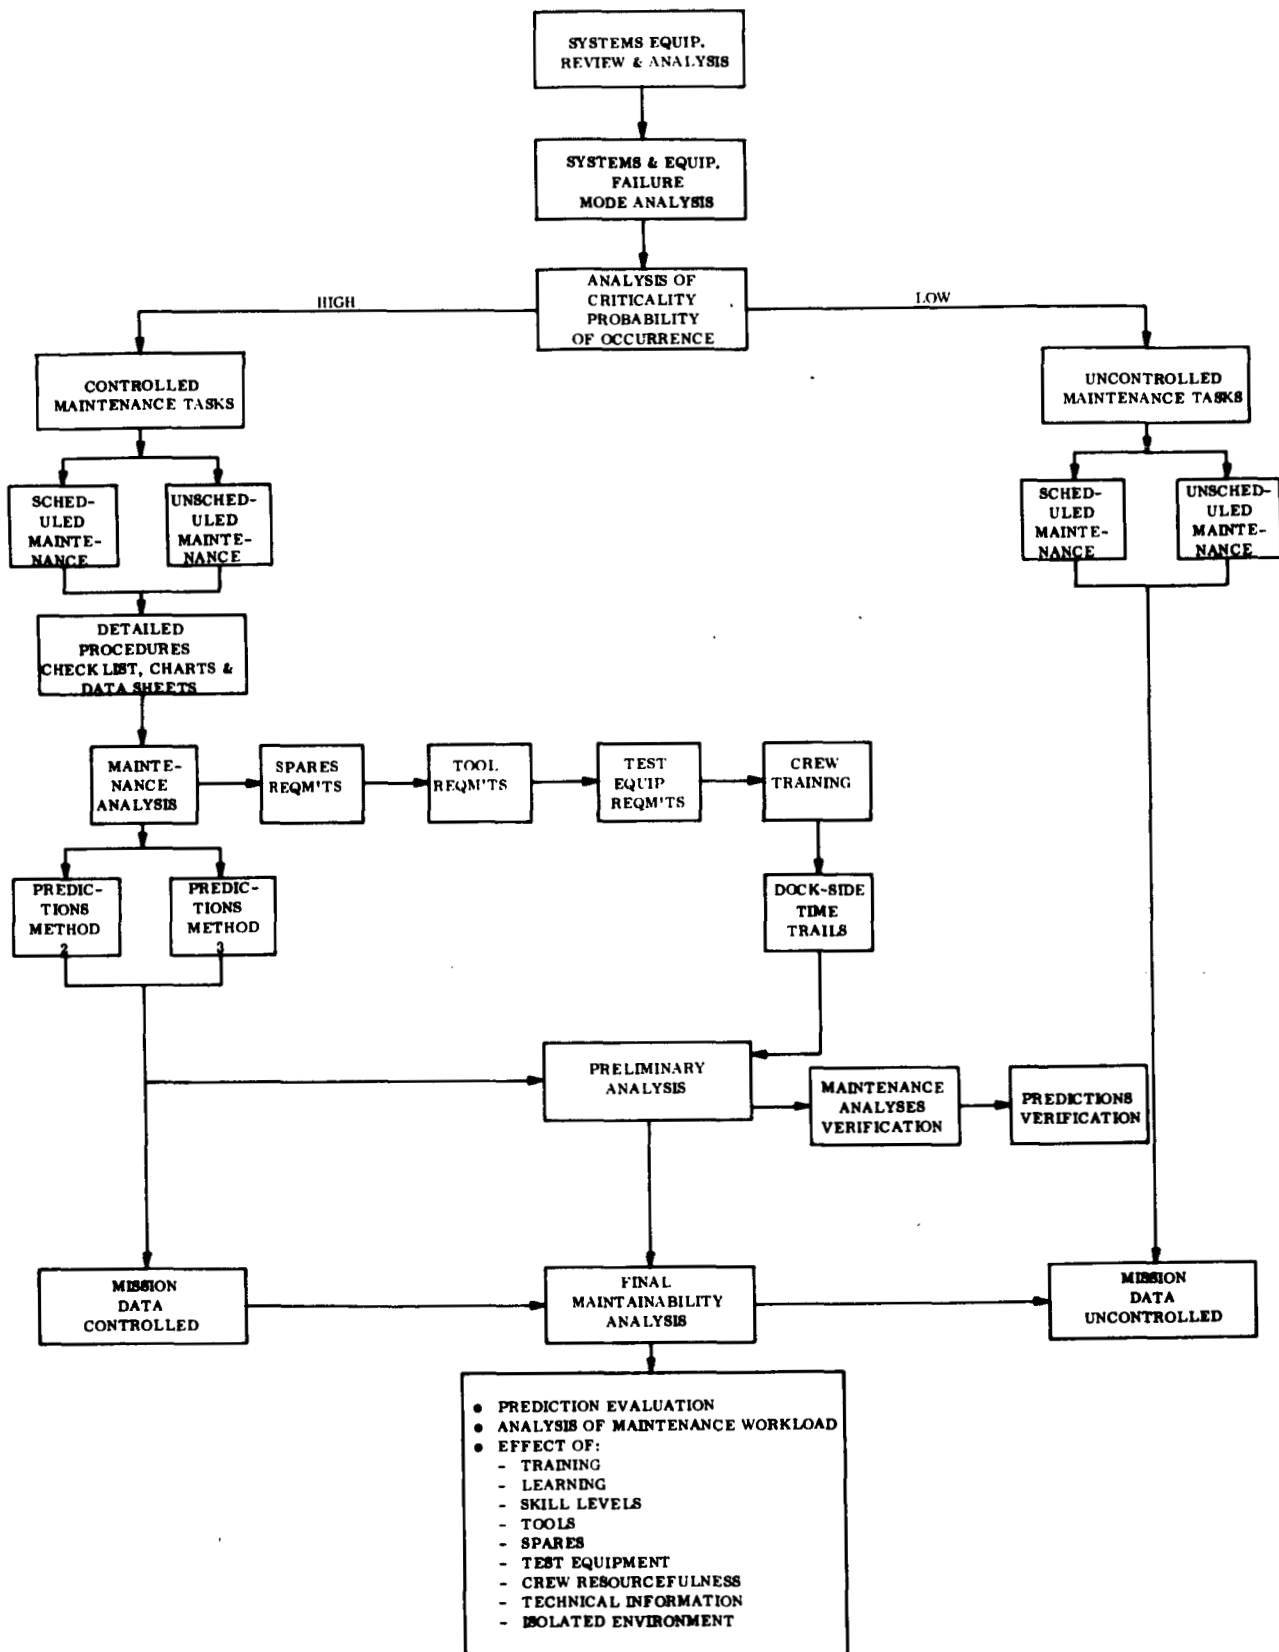 SYSTEMS EQUIP.
REVIEW & ANALYSIS
SYSTEMS & EQUIP.
FAILURE
MODE ANALYSIS
ANALYSIS OF
CRITICALITY
PROBABILITY
OF OCCURRENCE
HIGH
LOW
CONTROLLED
MAINTENANCE TASKS
UNCONTROLLED
MAINTENANCE TASKS
SCHED-
ULED
MAINTE-
NANCE
UNSCHED-
ULED
MAINTE-
NANCE
SCHED-
ULED
MAINTE-
NANCE
UNSCHED-
ULED
MAINTE-
NANCE
DETAILED
PROCEDURES
CHECK LIST, CHARTS &
DATA SHEETS
MAINTE-
NANCE
ANALYSIS
SPARES
REQM'TS
TOOL
REQM'TS
TEST
EQUIP
REQM'TS
CREW
TRAINING
PREDIC-
TIONS
METHOD
2
PREDIC-
TIONS
METHOD
3
DOCK-SIDE
TIME
TRAILS
PRELIMINARY
ANALYSIS
MAINTENANCE
ANALYSES
VERIFICATION
PREDICTIONS
VERIFICATION
MISSION
DATA
CONTROLLED
FINAL
MAINTAINABILITY
ANALYSIS
MISSION
DATA
UNCONTROLLED
● PREDICTION EVALUATION
● ANALYSIS OF MAINTENANCE WORKLOAD
● EFFECT OF:
- TRAINING
- LEARNING
- SKILL LEVELS
- TOOLS
- SPARES
- TEST EQUIPMENT
- CREW RESOURCEFULNESS
- TECHNICAL INFORMATION
- ISOLATED ENVIRONMENT